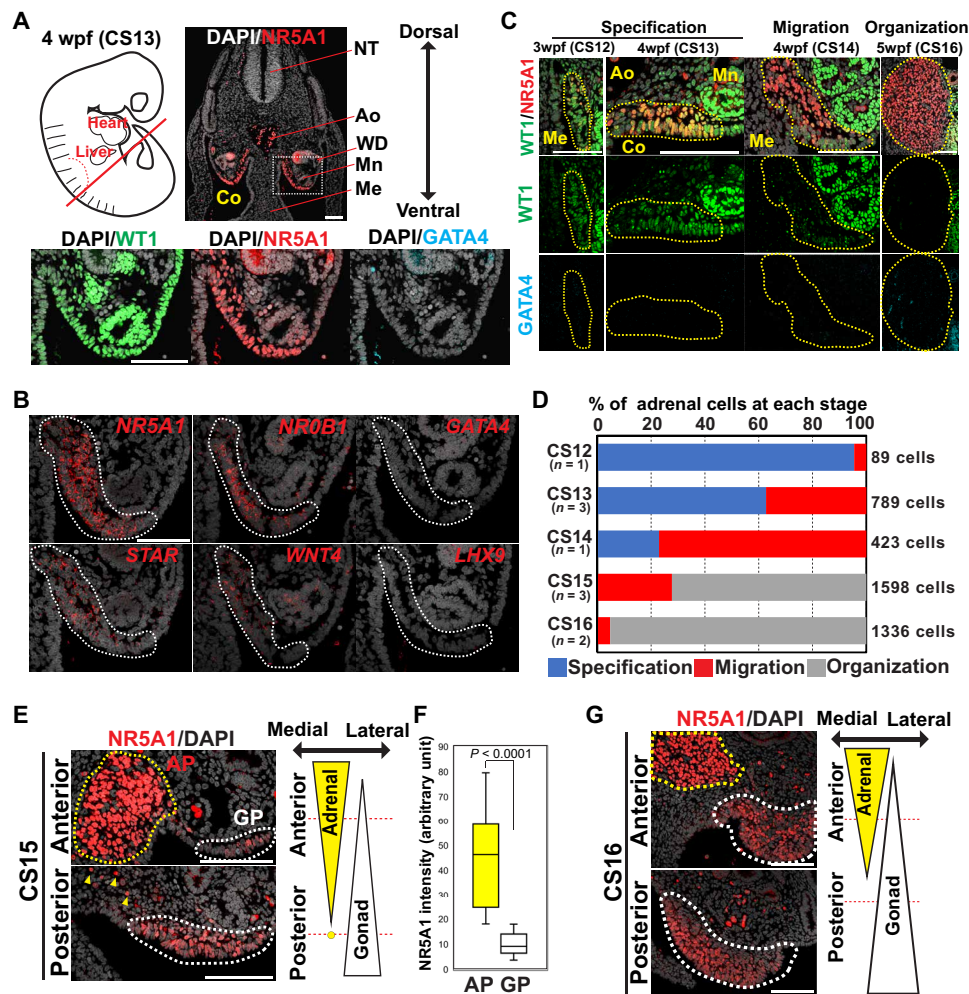 A
4 wpf (CS13)
Heart
Liver
DAPI/NR5A1
NT
Ao
WD
Mn
Me
Co
Dorsal
Ventral
DAPI/WT1
DAPI/NR5A1
DAPI/GATA4
B
NR5A1
NR0B1
GATA4
STAR
WNT4
LHX9
C
Specification
Migration
Organization
3wpf (CS12)
4wpf (CS13)
4wpf (CS14)
5wpf (CS16)
WT1/NR5A1
WT1
GATA4
Me
Ao
Mn
Co
Me
D
% of adrenal cells at each stage
0 20 40 60 80 100
CS12
(n = 1)
89 cells
CS13
(n = 3)
789 cells
CS14
(n = 1)
423 cells
CS15
(n = 3)
1598 cells
CS16
(n = 2)
1336 cells
Specification Migration Organization
E
CS15
NR5A1/DAPI
Anterior
Posterior
AP
GP
Medial
Lateral
Anterior
Posterior
Adrenal
Gonad
F
NR5A1 intensity (arbitrary unit)
90
80
70
60
50
40
30
20
10
0
P < 0.0001
AP GP
G
CS16
NR5A1/DAPI
Anterior
Posterior
Medial
Lateral
Anterior
Posterior
Adrenal
Gonad